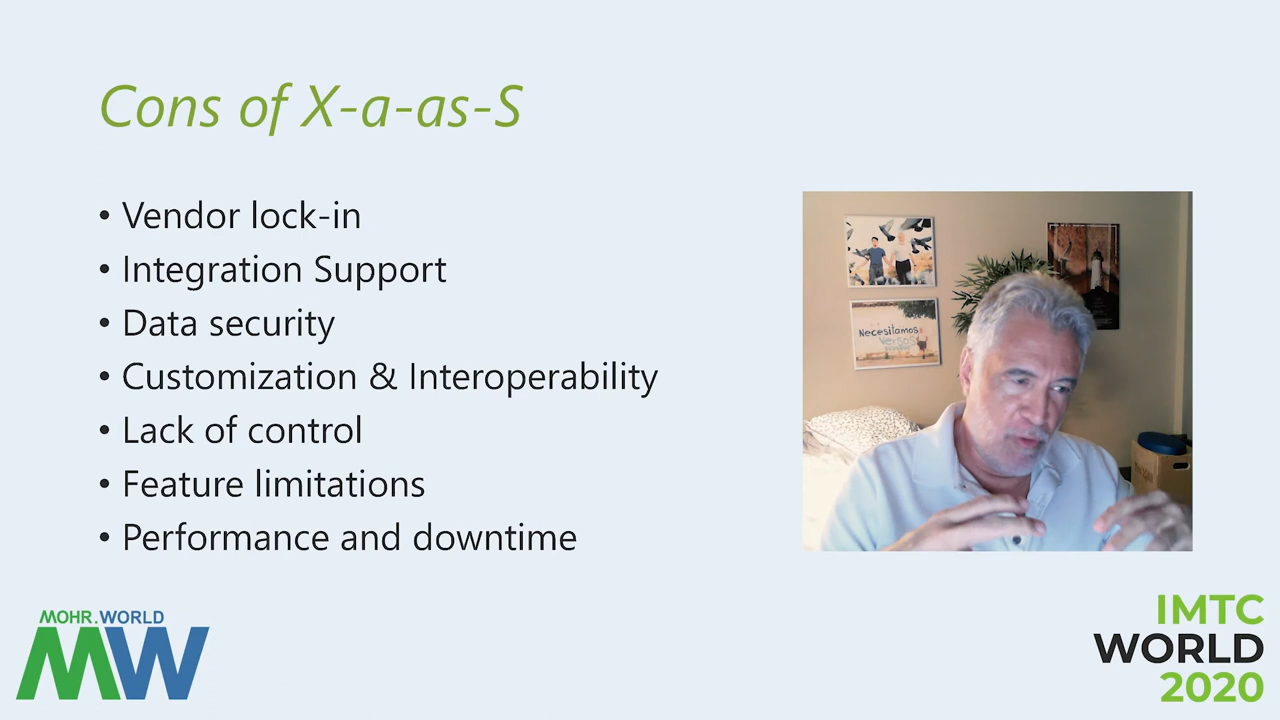 Cons of X-a-as-S
• Vendor lock-in
• Integration Support
• Data security
• Customization & Interoperability
• Lack of control
• Feature limitations
• Performance and downtime
Necesitamos
Versos
MOHR.WORLD
MW
IMTC
WORLD
2020